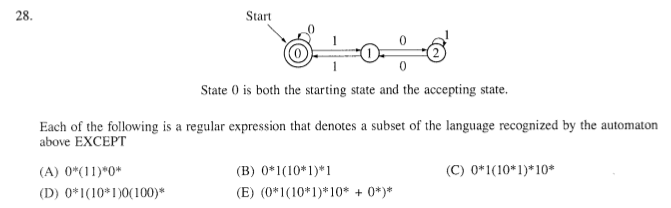 28.
Start
0
1 0 1
0 1 2
1 0
State 0 is both the starting state and the accepting state.
Each of the following is a regular expression that denotes a subset of the language recognized by the automaton
above EXCEPT
(A) 0*(11)*0* (B) 0*1(10*1)*1 (C) 0*1(10*1)*10*
(D) 0*1(10*1)0(100)* (E) (0*1(10*1)*10* + 0*)*